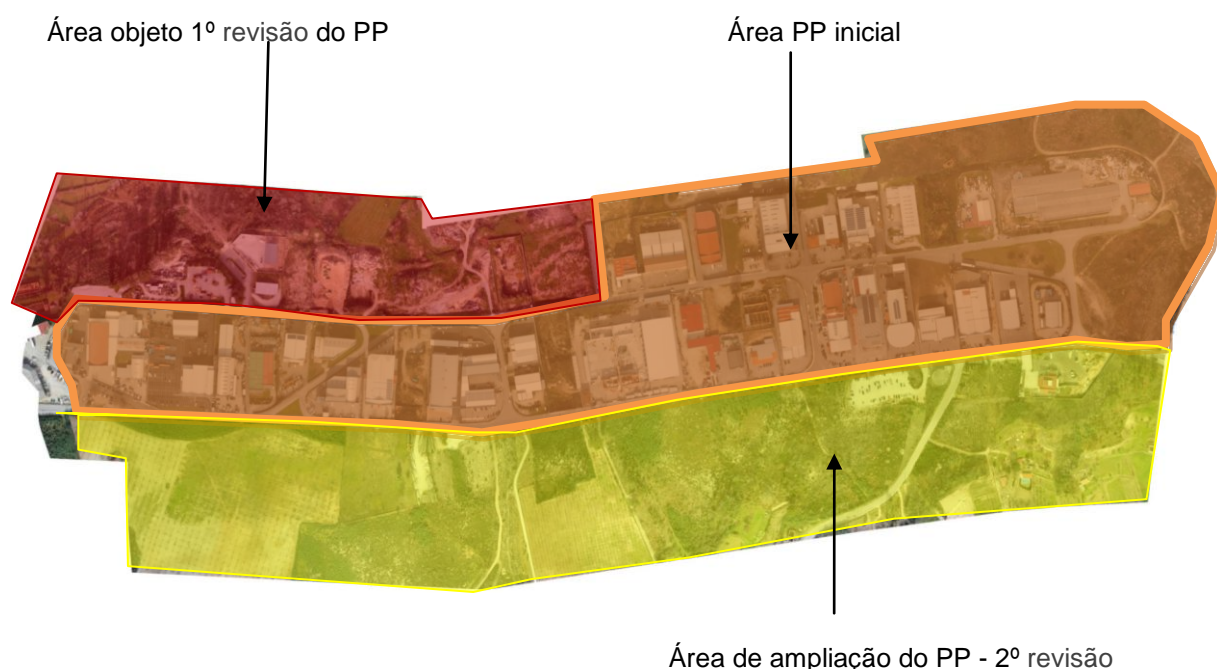 Área objeto 1º revisão do PP
Área PP inicial
Área de ampliação do PP - 2º revisão